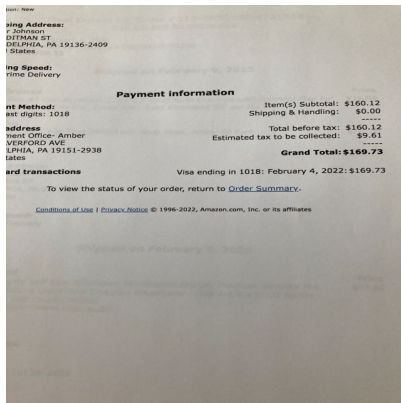 ition: New
ping Address:
r Johnson
DITMAN ST
DELPHIA, PA 19136-2409
States
ing Speed:
rime Delivery
Payment information
nt Method:
ast digits: 1018
Item(s) Subtotal: $160.12
Shipping & Handling: $0.00
-----
address
ment Office- Amber
VERFORD AVE
LPHIA, PA 19151-2938
tates
Total before tax: $160.12
Estimated tax to be collected: $9.61
-----
Grand Total: $169.73
ard transactions
Visa ending in 1018: February 4, 2022: $169.73
To view the status of your order, return to Order Summary.
Conditions of Use | Privacy Notice © 1996-2022, Amazon.com, Inc. or its affiliates